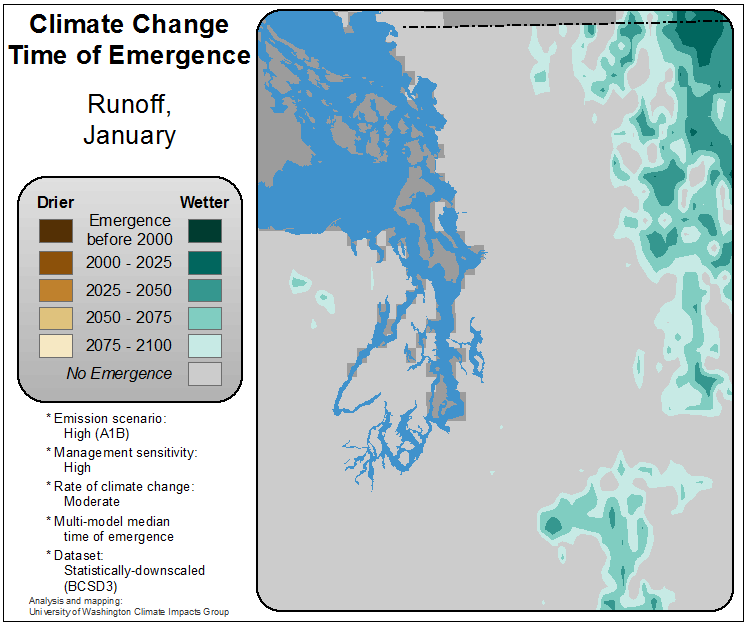 Climate Change
Time of Emergence
Runoff,
January
Drier
Wetter
Emergence
before 2000
2000 - 2025
2025 - 2050
2050 - 2075
2075 - 2100
No Emergence
* Emission scenario:
High (A1B)
* Management sensitivity:
High
* Rate of climate change:
Moderate
* Multi-model median
time of emergence
* Dataset:
Statistically-downscaled
(BCSD3)
Analysis and mapping:
University of Washington Climate Impacts Group